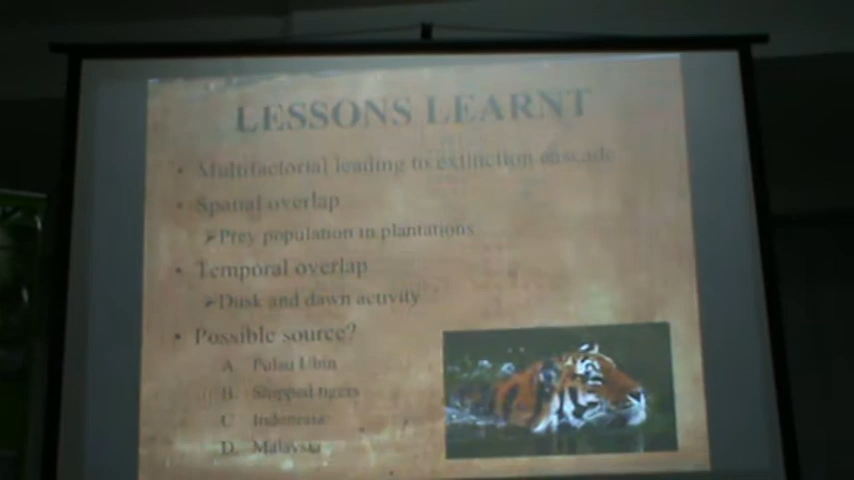 LESSONS LEARNT
• Multifactorial leading to extinction cascade
• Spatial overlap
➢Prey population in plantations
• Temporal overlap
➢Dusk and dawn activity
• Possible source?
A. Pulau Ubin
B. Shipped tigers
C. Indonesia
D. Malaysia